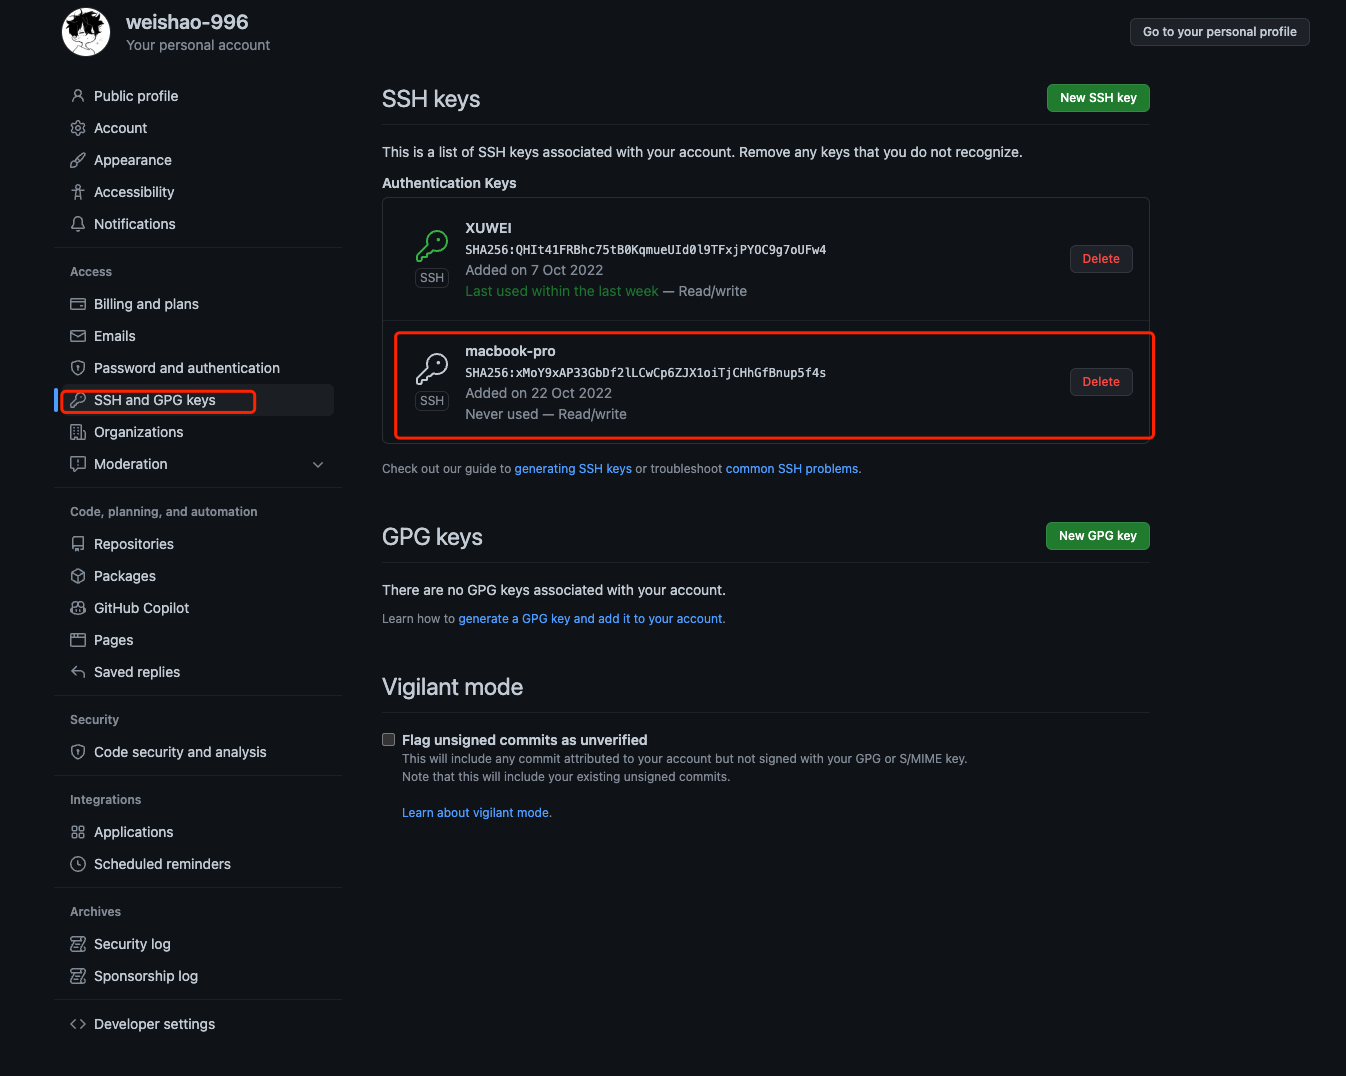 weishao-996
Your personal account
Go to your personal profile
Public profile
Account
Appearance
Accessibility
Notifications
Access
Billing and plans
Emails
Password and authentication
SSH and GPG keys
Organizations
Moderation
Code, planning, and automation
Repositories
Packages
GitHub Copilot
Pages
Saved replies
Security
Code security and analysis
Integrations
Applications
Scheduled reminders
Archives
Security log
Sponsorship log
Developer settings
SSH keys
New SSH key
This is a list of SSH keys associated with your account. Remove any keys that you do not recognize.
Authentication Keys
XUWEI
SHA256:QHIt41FRBhc75tB0KqmueUId0l9TFxjPYOC9g7oUFw4
Added on 7 Oct 2022
Last used within the last week — Read/write
SSH
Delete
macbook-pro
SHA256:xMoY9xAP33GbDf2lLCwCp6ZJX1oiTjCHhGfBnup5f4s
Added on 22 Oct 2022
Never used — Read/write
SSH
Delete
Check out our guide to generating SSH keys or troubleshoot common SSH problems.
GPG keys
New GPG key
There are no GPG keys associated with your account.
Learn how to generate a GPG key and add it to your account.
Vigilant mode
Flag unsigned commits as unverified
This will include any commit attributed to your account but not signed with your GPG or S/MIME key.
Note that this will include your existing unsigned commits.
Learn about vigilant mode.